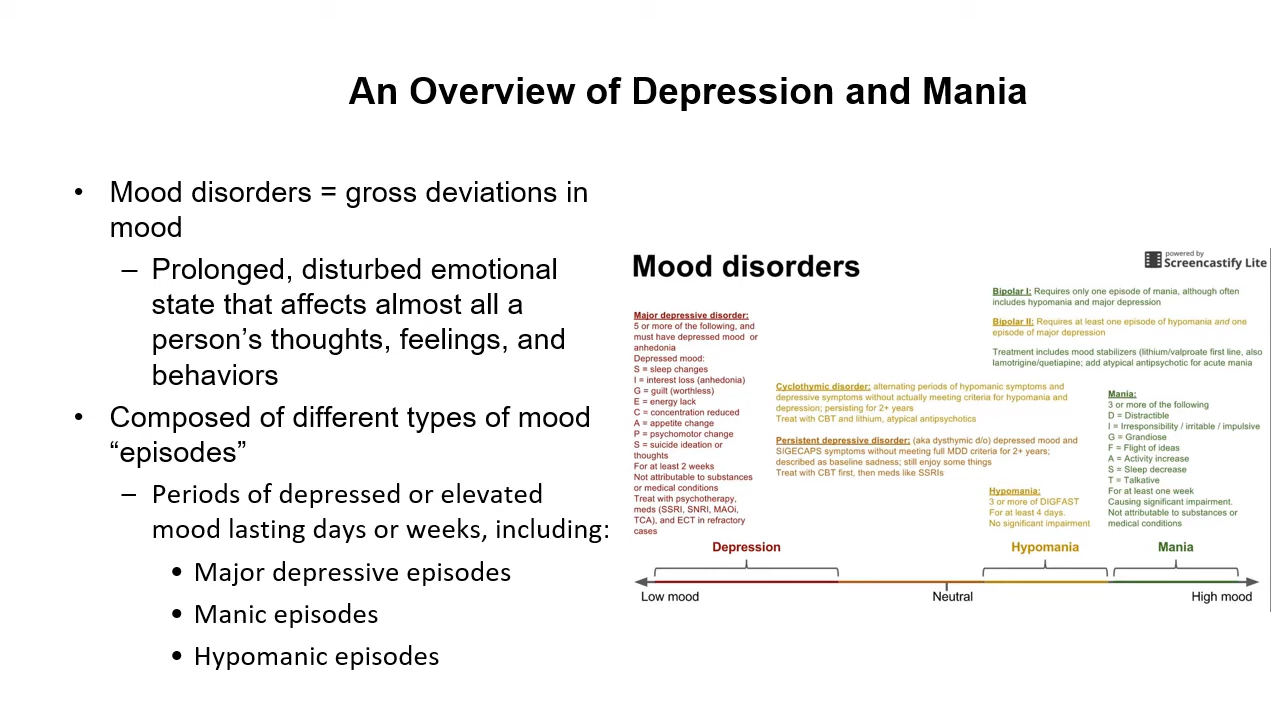 An Overview of Depression and Mania
• Mood disorders = gross deviations in
mood
– Prolonged, disturbed emotional
state that affects almost all a
person’s thoughts, feelings, and
behaviors
• Composed of different types of mood
“episodes”
– Periods of depressed or elevated
mood lasting days or weeks, including:
• Major depressive episodes
• Manic episodes
• Hypomanic episodes
Mood disorders
powered by
Screencastify Lite
Major depressive disorder:
5 or more of the following, and
must have depressed mood or
anhedonia
Depressed mood:
S = sleep changes
I = interest loss (anhedonia)
G = guilt (worthless)
E = energy lack
C = concentration reduced
A = appetite change
P = psychomotor change
S = suicide ideation or
thoughts
For at least 2 weeks
Not attributable to substances
or medical conditions
Treat with psychotherapy,
meds (SSRI, SNRI, MAOi,
TCA), and ECT in refractory
cases
Cyclothymic disorder: alternating periods of hypomanic symptoms and
depressive symptoms without actually meeting criteria for hypomania and
depression; persisting for 2+ years
Treat with CBT and lithium, atypical antipsychotics
Persistent depressive disorder: (aka dysthymic d/o) depressed mood and
SIGECAPS symptoms without meeting full MDD criteria for 2+ years;
described as baseline sadness; still enjoy some things
Treat with CBT first, then meds like SSRIs
Bipolar I: Requires only one episode of mania, although often
includes hypomania and major depression
Bipolar II: Requires at least one episode of hypomania and one
episode of major depression
Treatment includes mood stabilizers (lithium/valproate first line, also
lamotrigine/quetiapine; add atypical antipsychotic for acute mania
Hypomania:
3 or more of DIGFAST
For at least 4 days.
No significant impairment
Mania:
3 or more of the following
D = Distractible
I = Irresponsibility / irritable / impulsive
G = Grandiose
F = Flight of ideas
A = Activity increase
S = Sleep decrease
T = Talkative
For at least one week
Causing significant impairment.
Not attributable to substances or
medical conditions
Depression
Hypomania
Mania
Low mood
Neutral
High mood